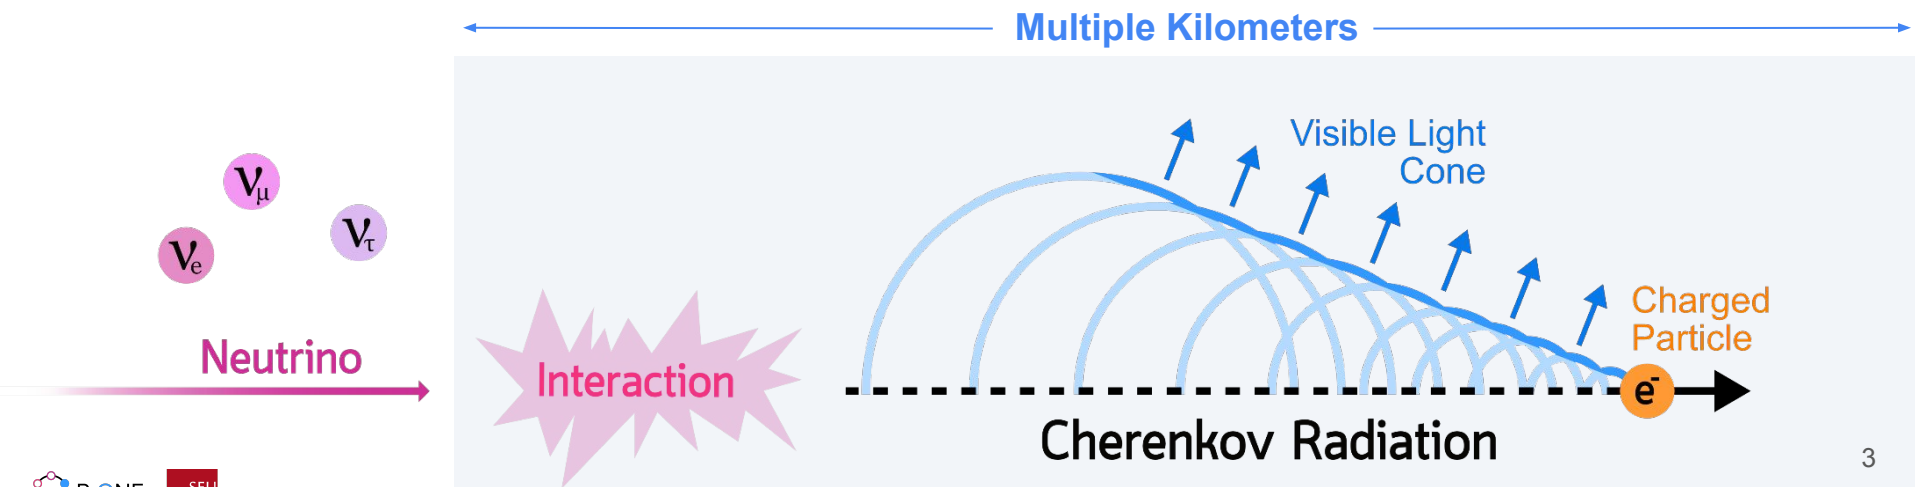 Multiple Kilometers
Visible Light
Cone
νμ
ντ
νe
Charged
Particle
Neutrino
Interaction
e-
Cherenkov Radiation
3